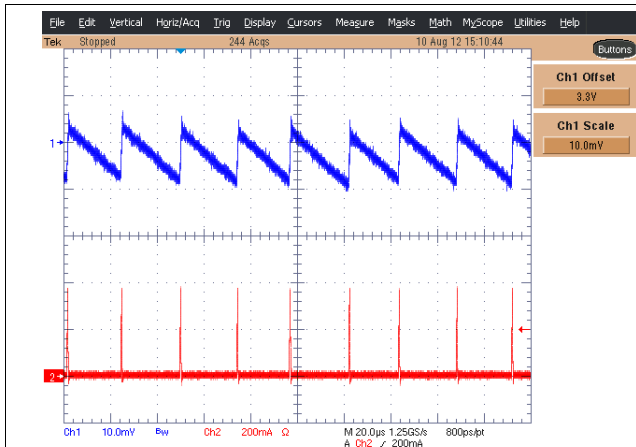 File Edit Vertical Horiz/Acq Trig Display Cursors Measure Masks Math MyScope Utilities Help
Tek Stopped 244 Acqs 10 Aug 12 15:10:44
Buttons
Ch1 Offset
3.3V
Ch1 Scale
10.0mV
1
2
Ch1 10.0mV Bw Ch2 200mA Ω M 20.0µs 1.25GS/s 800ps/pt
A Ch2 ⁄ 200mA